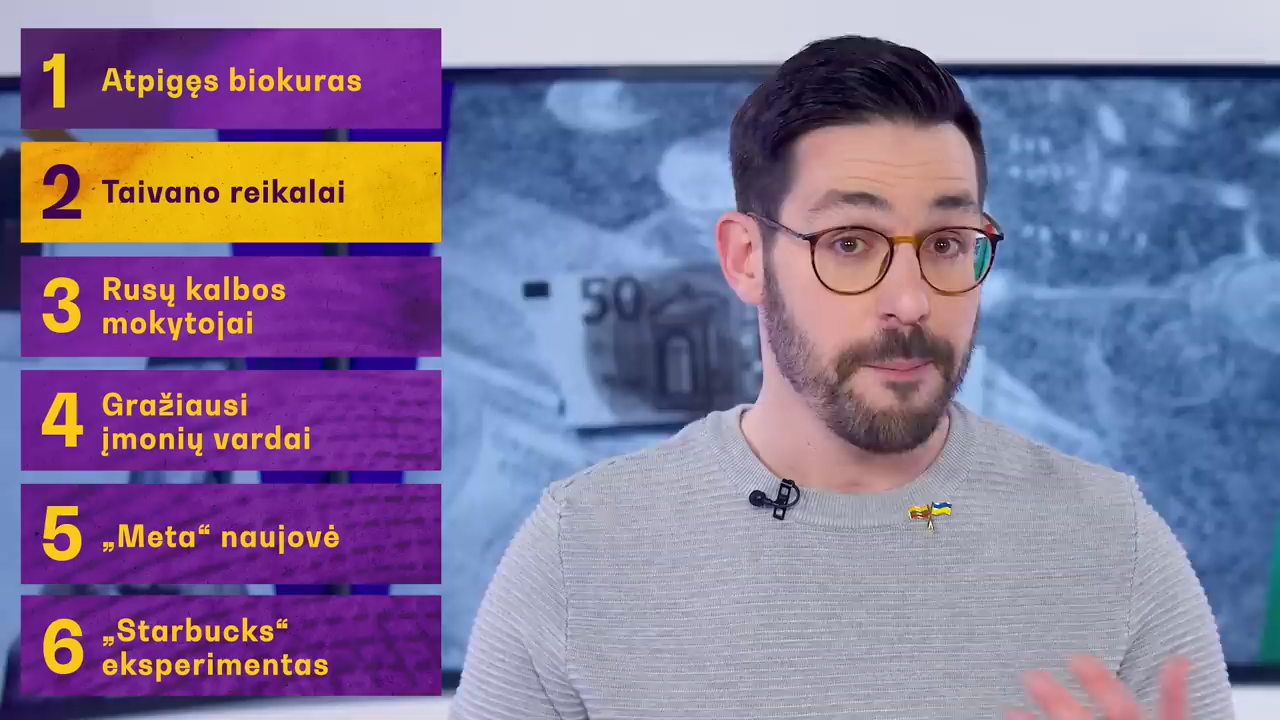 1
Atpigęs biokuras
2
Taivano reikalai
3
Rusų kalbos
mokytojai
4
Gražiausi
įmonių vardai
5
„Meta“ naujovė
6
„Starbucks“
eksperimentas
50